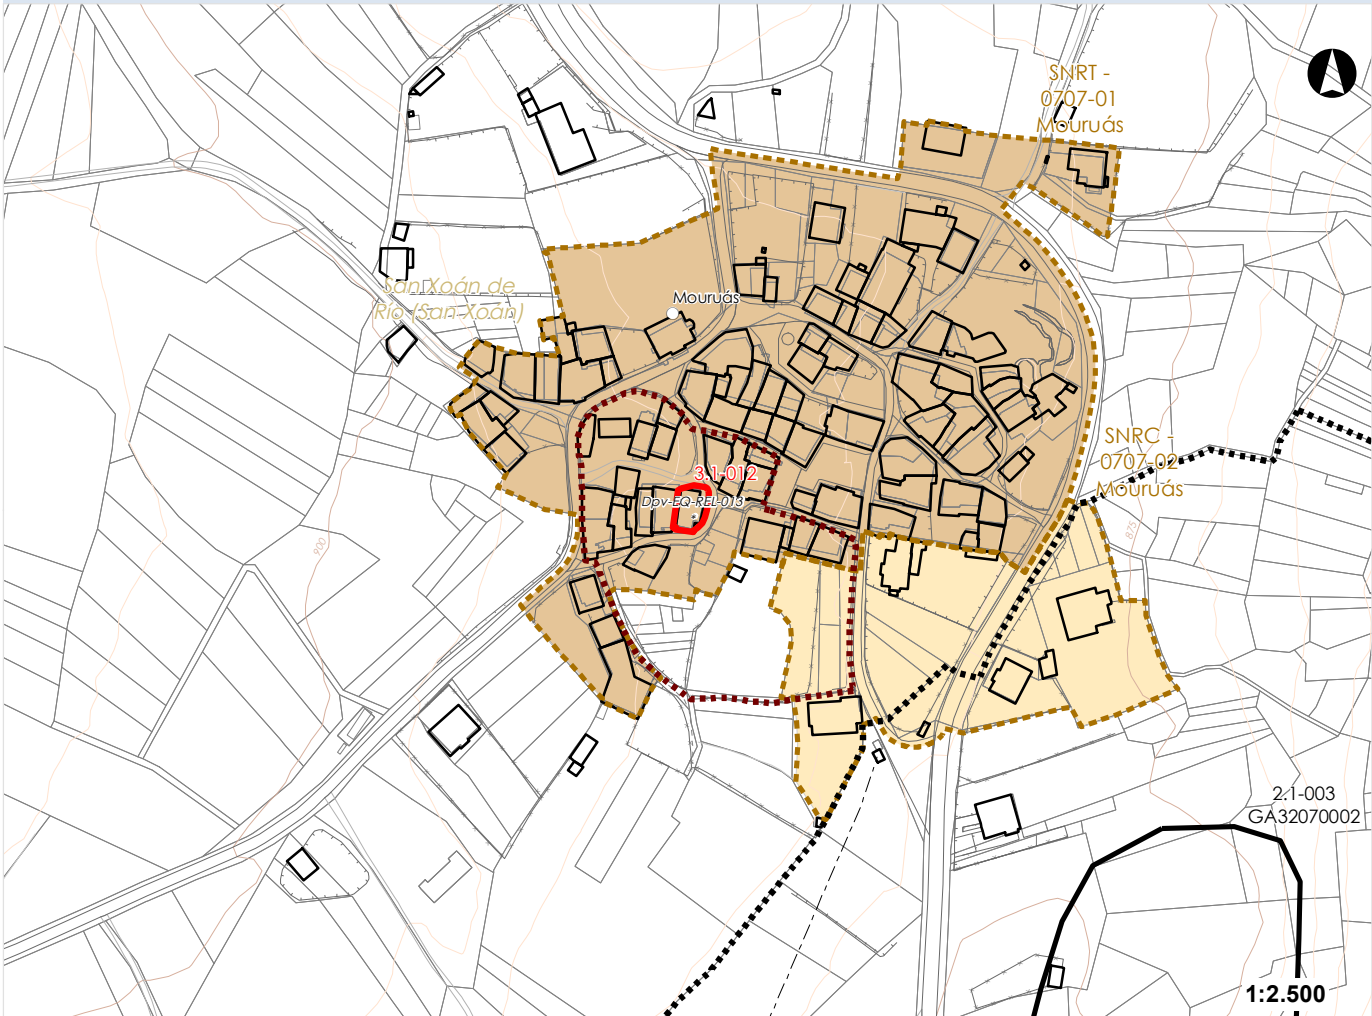 SNRT -
0707-01
Mouruás
San Xoán de
Río (San Xoán)
Mouruás
SNRC -
0707-02
Mouruás
3.1-012
Dpv-EQ-REL-013
900
875
2.1-003
GA32070002
1:2.500